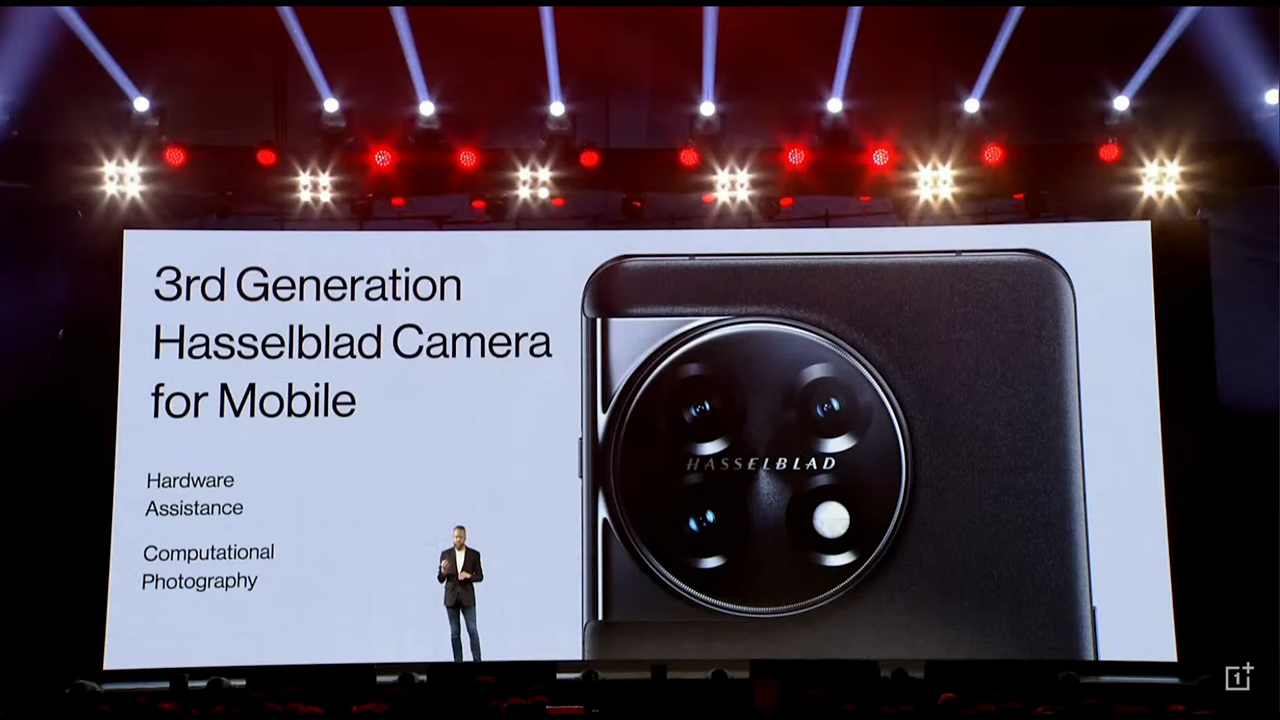 3rd Generation
Hasselblad Camera
for Mobile
Hardware
Assistance
Computational
Photography
HASSELBLAD
1+